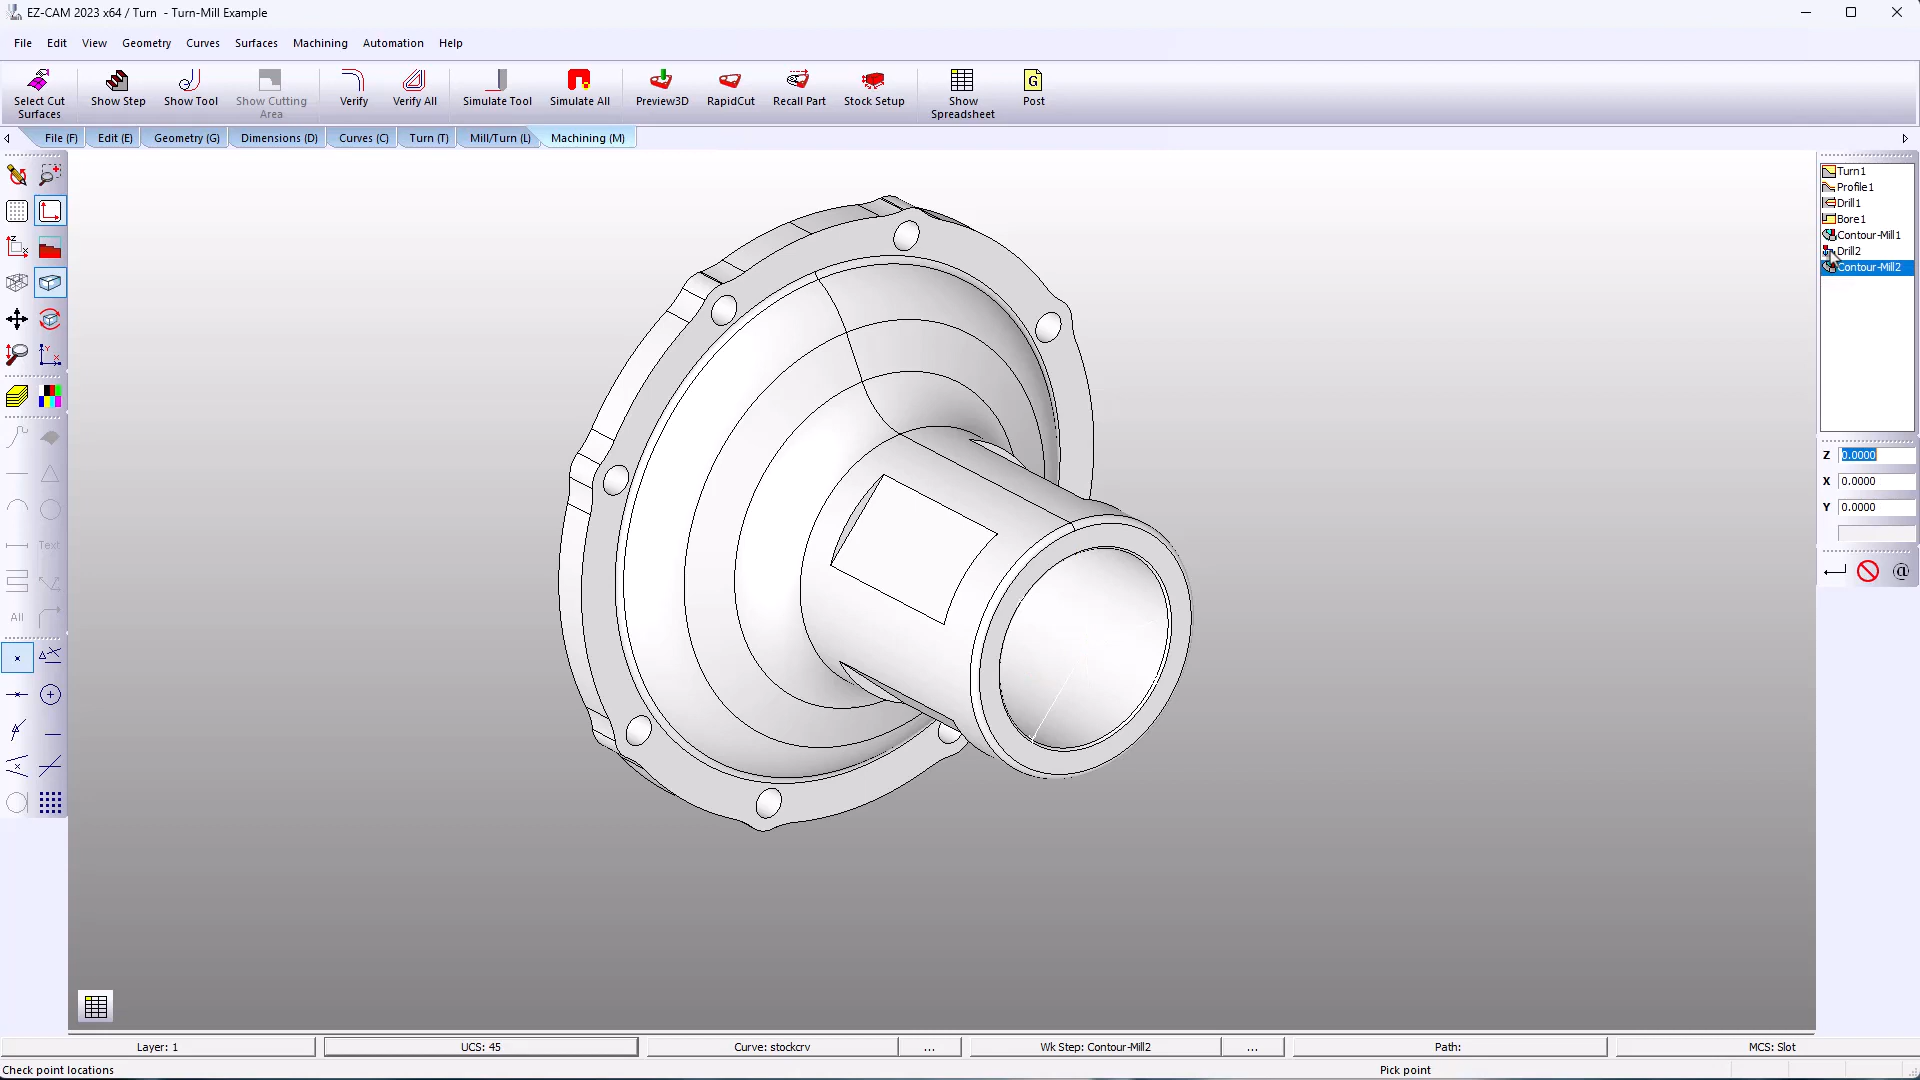 EZ-CAM 2023 x64 / Turn - Turn-Mill Example
File Edit View Geometry Curves Surfaces Machining Automation Help
Select Cut Surfaces
Show Step
Show Tool
Show Cutting Area
Verify
Verify All
Simulate Tool
Simulate All
Preview3D
RapidCut
Recall Part
Stock Setup
Show Spreadsheet
G
Post
File (F) Edit (E) Geometry (G) Dimensions (D) Curves (C) Turn (T) Mill/Turn (L) Machining (M)
Turn1
Profile1
Drill1
Bore1
Contour-Mill1
Drill2
Contour-Mill2
Z 0.0000
X 0.0000
Y 0.0000
@
Text
All
Layer: 1 UCS: 45 Curve: stockcrv ... Wk Step: Contour-Mill2 ... Path: MCS: Slot
Check point locations Pick point